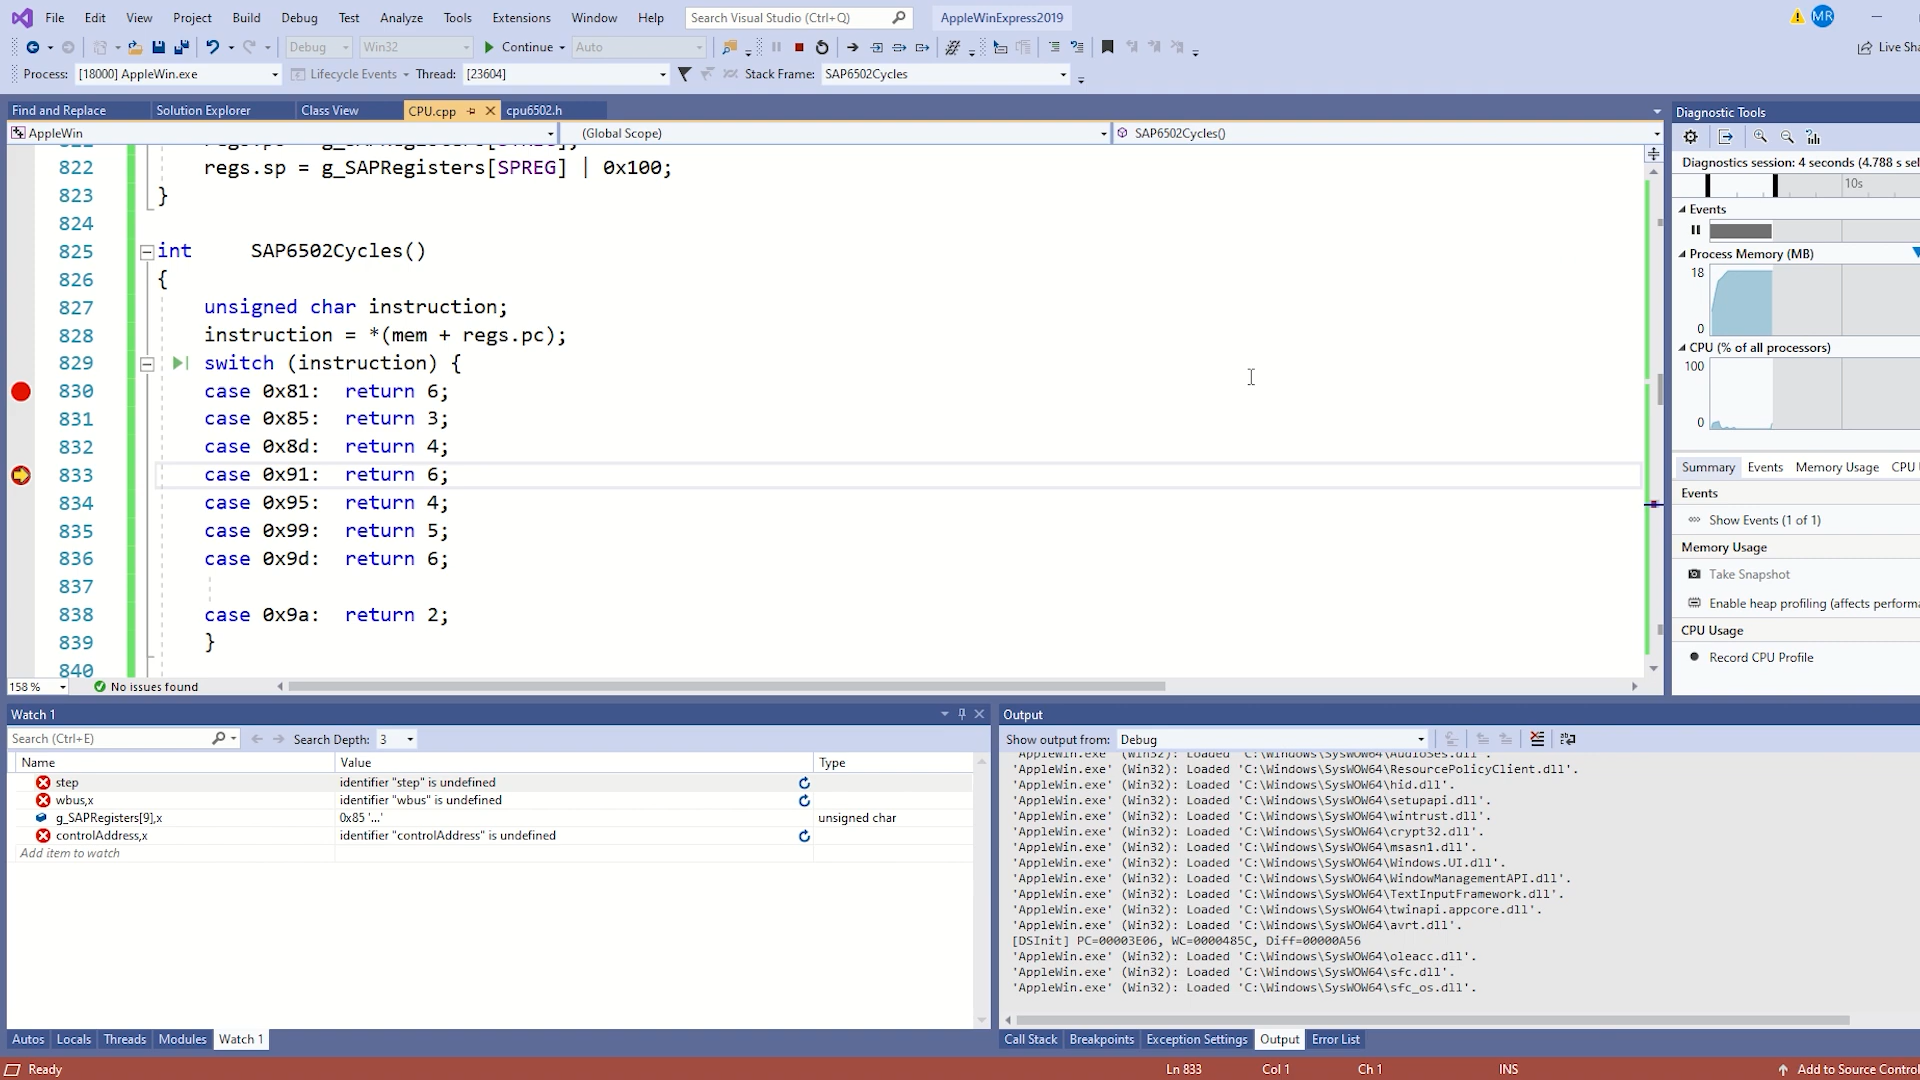 File Edit View Project Build Debug Test Analyze Tools Extensions Window Help Search Visual Studio (Ctrl+Q) AppleWinExpress2019 MR
Debug Win32 Continue Auto Live Sha
Process: [18000] AppleWin.exe Lifecycle Events Thread: [23604] Stack Frame: SAP6502Cycles
Find and Replace Solution Explorer Class View CPU.cpp cpu6502.h
AppleWin (Global Scope) SAP6502Cycles()
822 regs.sp = g_SAPRegisters[SPREG] | 0x100;
823 }
824
825 int SAP6502Cycles()
826 {
827 unsigned char instruction;
828 instruction = *(mem + regs.pc);
829 switch (instruction) {
830 case 0x81: return 6;
831 case 0x85: return 3;
832 case 0x8d: return 4;
833 case 0x91: return 6;
834 case 0x95: return 4;
835 case 0x99: return 5;
836 case 0x9d: return 6;
837
838 case 0x9a: return 2;
839 }
840
158 % No issues found
Diagnostic Tools
Diagnostics session: 4 seconds (4.788 s sel
10s
Events
Process Memory (MB)
18
0
CPU (% of all processors)
100
0
Summary Events Memory Usage CPU
Events
Show Events (1 of 1)
Memory Usage
Take Snapshot
Enable heap profiling (affects performa
CPU Usage
Record CPU Profile
Watch 1
Search (Ctrl+E) Search Depth: 3
Name Value Type
step identifier "step" is undefined
wbus,x identifier "wbus" is undefined
g_SAPRegisters[9],x 0x85 '...' unsigned char
controlAddress,x identifier "controlAddress" is undefined
Add item to watch
Autos Locals Threads Modules Watch 1
Output
Show output from: Debug
'AppleWin.exe' (Win32): Loaded 'C:\Windows\SysWOW64\AudioSes.dll'.
'AppleWin.exe' (Win32): Loaded 'C:\Windows\SysWOW64\ResourcePolicyClient.dll'.
'AppleWin.exe' (Win32): Loaded 'C:\Windows\SysWOW64\hid.dll'.
'AppleWin.exe' (Win32): Loaded 'C:\Windows\SysWOW64\setupapi.dll'.
'AppleWin.exe' (Win32): Loaded 'C:\Windows\SysWOW64\wintrust.dll'.
'AppleWin.exe' (Win32): Loaded 'C:\Windows\SysWOW64\crypt32.dll'.
'AppleWin.exe' (Win32): Loaded 'C:\Windows\SysWOW64\msasn1.dll'.
'AppleWin.exe' (Win32): Loaded 'C:\Windows\SysWOW64\Windows.UI.dll'.
'AppleWin.exe' (Win32): Loaded 'C:\Windows\SysWOW64\WindowManagementAPI.dll'.
'AppleWin.exe' (Win32): Loaded 'C:\Windows\SysWOW64\TextInputFramework.dll'.
'AppleWin.exe' (Win32): Loaded 'C:\Windows\SysWOW64\twinapi.appcore.dll'.
'AppleWin.exe' (Win32): Loaded 'C:\Windows\SysWOW64\avrt.dll'.
[DSInit] PC=00003E06, WC=0000485C, Diff=00000A56
'AppleWin.exe' (Win32): Loaded 'C:\Windows\SysWOW64\oleacc.dll'.
'AppleWin.exe' (Win32): Loaded 'C:\Windows\SysWOW64\sfc.dll'.
'AppleWin.exe' (Win32): Loaded 'C:\Windows\SysWOW64\sfc_os.dll'.
Call Stack Breakpoints Exception Settings Output Error List
Ready Ln 833 Col 1 Ch 1 INS Add to Source Control